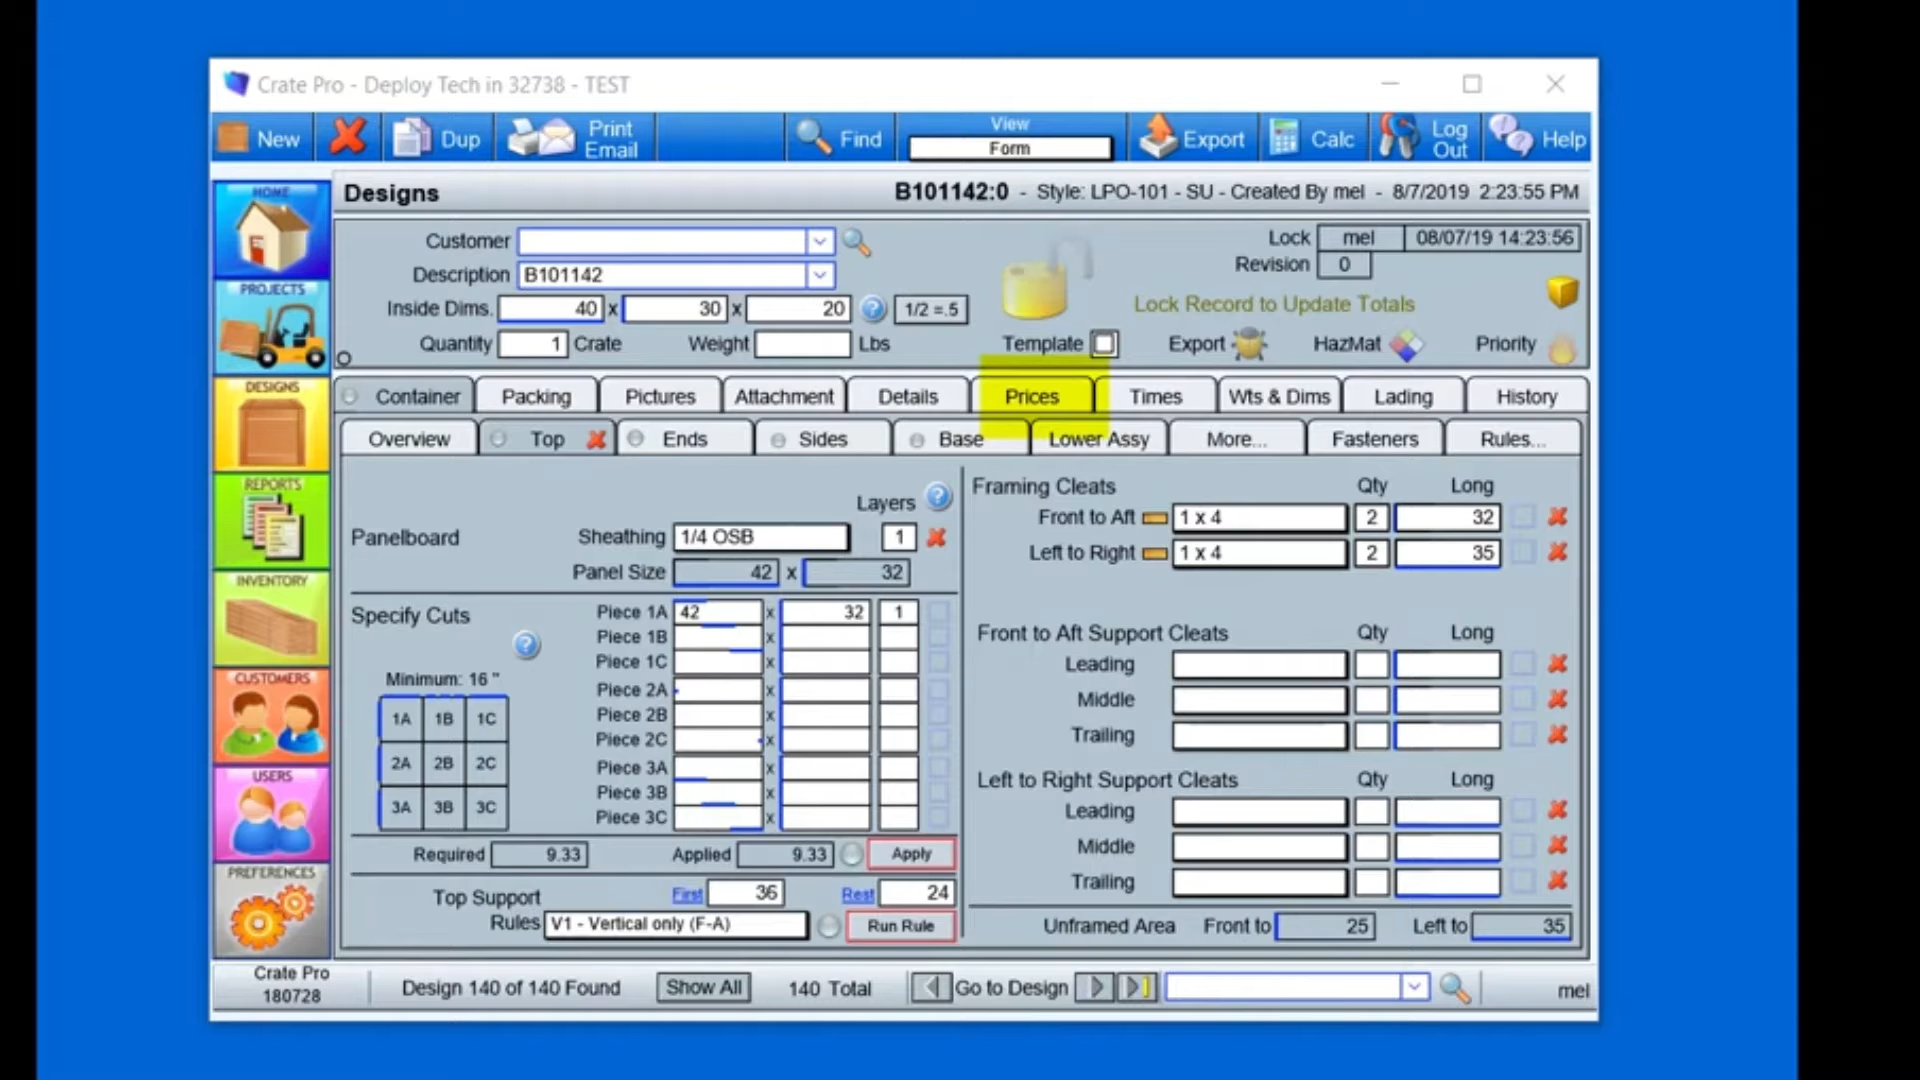 Crate Pro - Deploy Tech in 32738 - TEST
New
Dup
Print Email
Find
View
Form
Export
Calc
Log Out
Help
HOME
PROJECTS
DESIGNS
REPORTS
INVENTORY
CUSTOMERS
USERS
PREFERENCES
Designs
B101142:0 - Style: LPO-101 - SU - Created By mel - 8/7/2019 2:23:55 PM
Customer
Lock mel 08/07/19 14:23:56
Description B101142
Revision 0
Inside Dims. 40 x 30 x 20 ? 1/2 =.5
Lock Record to Update Totals
Quantity 1 Crate Weight Lbs
Template Export HazMat Priority
Container Packing Pictures Attachment Details Prices Times Wts & Dims Lading History
Overview Top Ends Sides Base Lower Assy More... Fasteners Rules...
Layers ?
Panelboard Sheathing 1/4 OSB 1
Panel Size 42 x 32
Specify Cuts ?
Piece 1A 42 x 32 1
Piece 1B x
Piece 1C x
Piece 2A x
Piece 2B x
Piece 2C x
Piece 3A x
Piece 3B x
Piece 3C x
Minimum: 16 "
1A 1B 1C
2A 2B 2C
3A 3B 3C
Required 9.33 Applied 9.33 Apply
Top Support First 36 Rest 24
Rules V1 - Vertical only (F-A) Run Rule
Framing Cleats Qty Long
Front to Aft 1 x 4 2 32
Left to Right 1 x 4 2 35
Front to Aft Support Cleats Qty Long
Leading
Middle
Trailing
Left to Right Support Cleats Qty Long
Leading
Middle
Trailing
Unframed Area Front to 25 Left to 35
Crate Pro
180728
Design 140 of 140 Found Show All 140 Total Go to Design mel